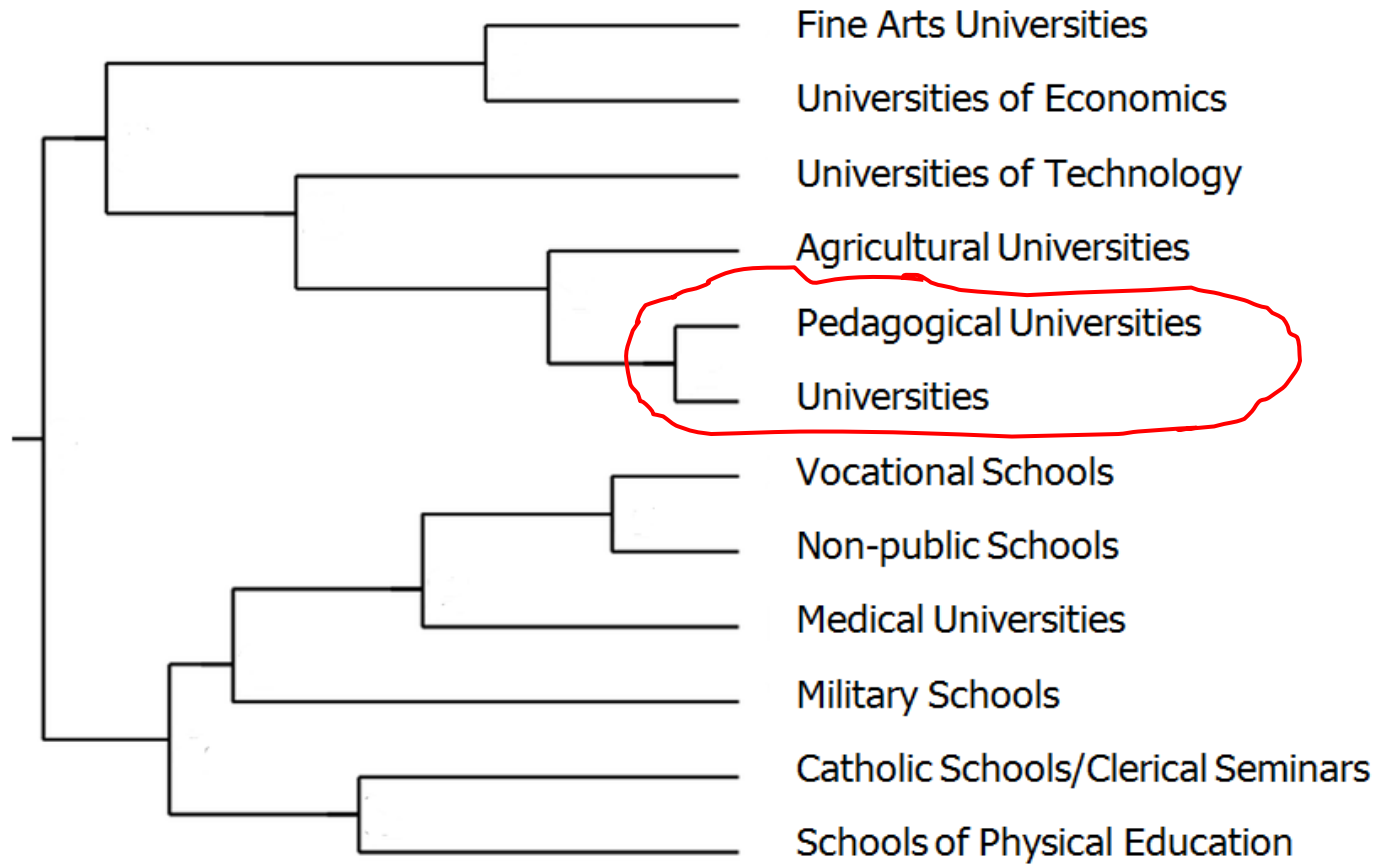 Fine Arts Universities
Universities of Economics
Universities of Technology
Agricultural Universities
Pedagogical Universities
Universities
Vocational Schools
Non-public Schools
Medical Universities
Military Schools
Catholic Schools/Clerical Seminars
Schools of Physical Education